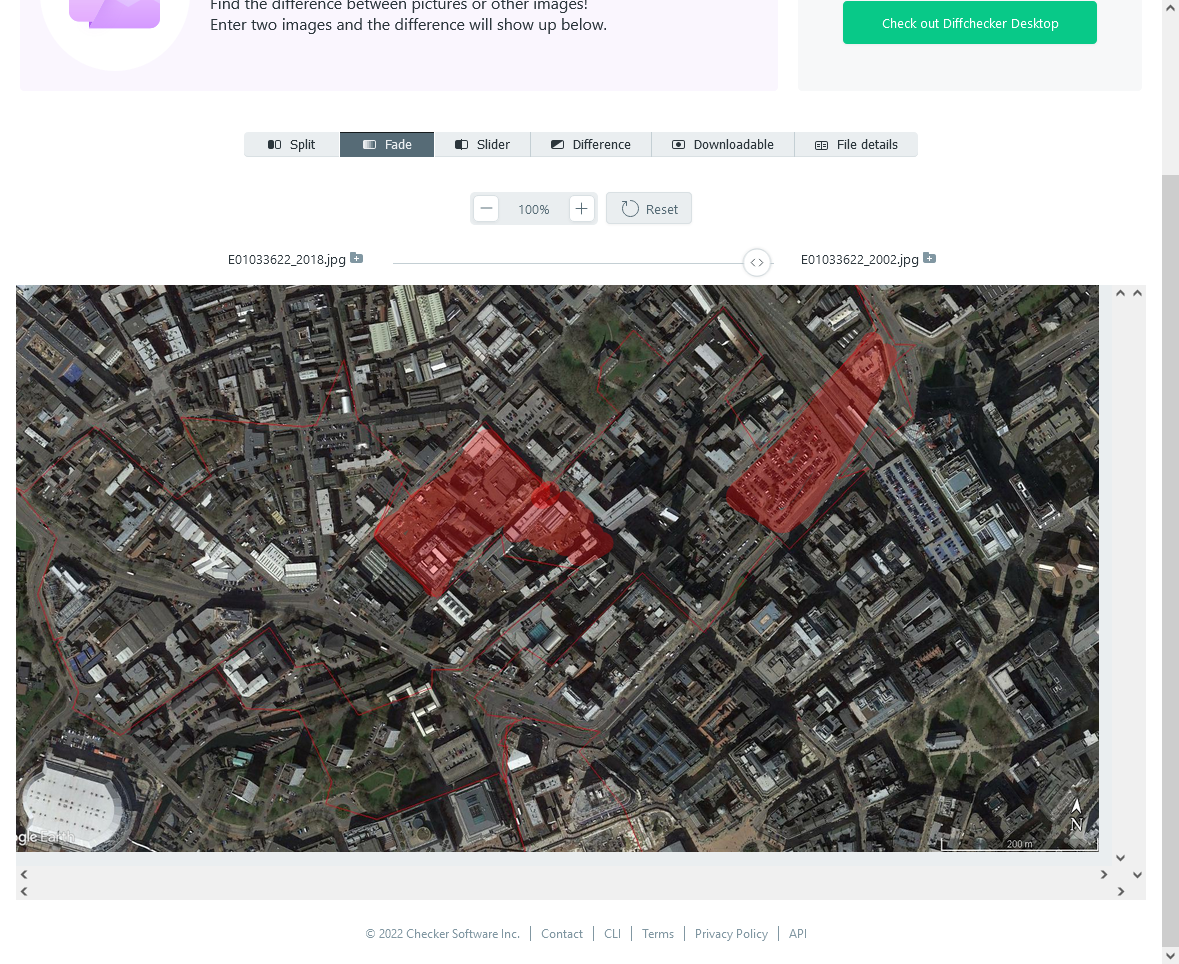 Find the difference between pictures or other images!
Enter two images and the difference will show up below.
Check out Diffchecker Desktop
Split Fade Slider Difference Downloadable File details
100% Reset
E01033622_2018.jpg E01033622_2002.jpg
N
gle Earth
200 m
© 2022 Checker Software Inc. Contact CLI Terms Privacy Policy API